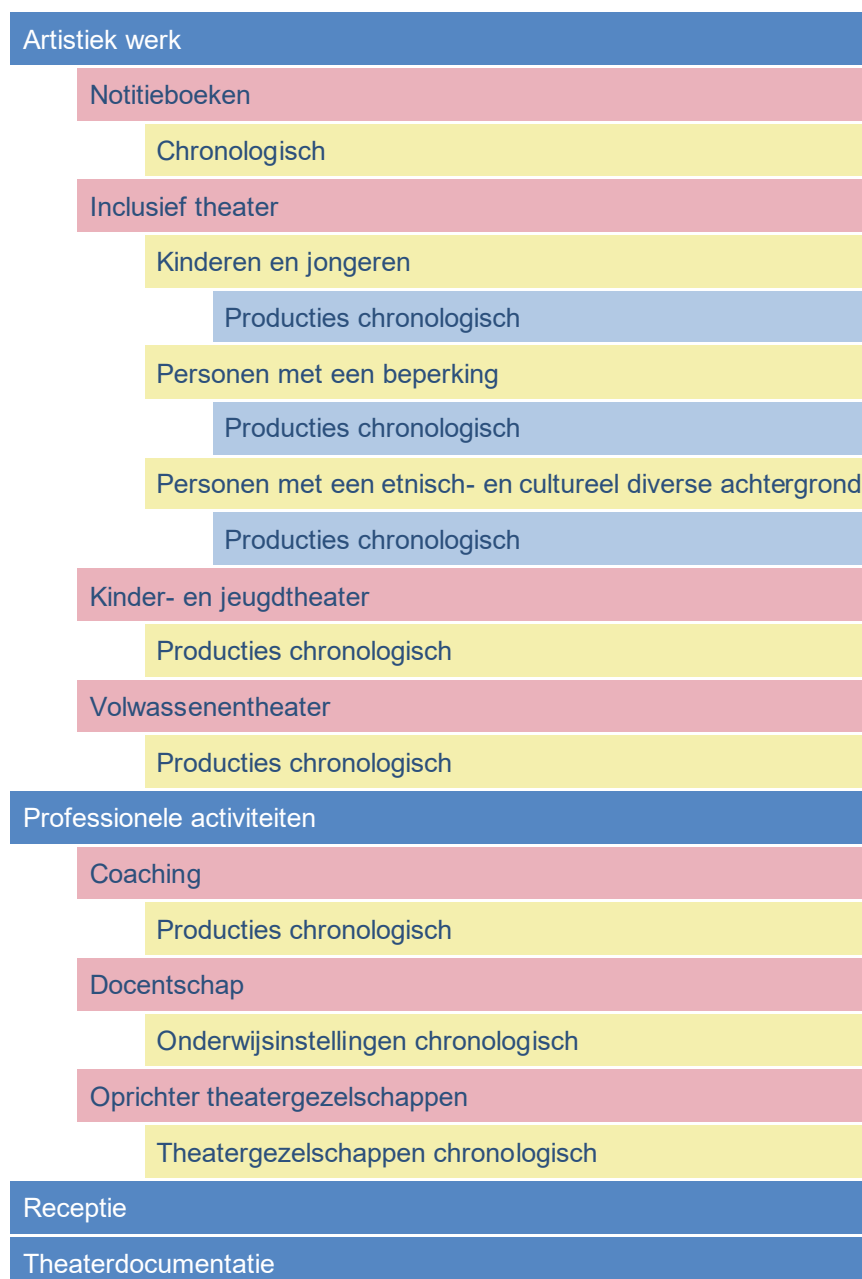 Artistiek werk
Notitieboeken
Chronologisch
Inclusief theater
Kinderen en jongeren
Producties chronologisch
Personen met een beperking
Producties chronologisch
Personen met een etnisch- en cultureel diverse achtergrond
Producties chronologisch
Kinder- en jeugdtheater
Producties chronologisch
Volwassenentheater
Producties chronologisch
Professionele activiteiten
Coaching
Producties chronologisch
Docentschap
Onderwijsinstellingen chronologisch
Oprichter theatergezelschappen
Theatergezelschappen chronologisch
Receptie
Theaterdocumentatie